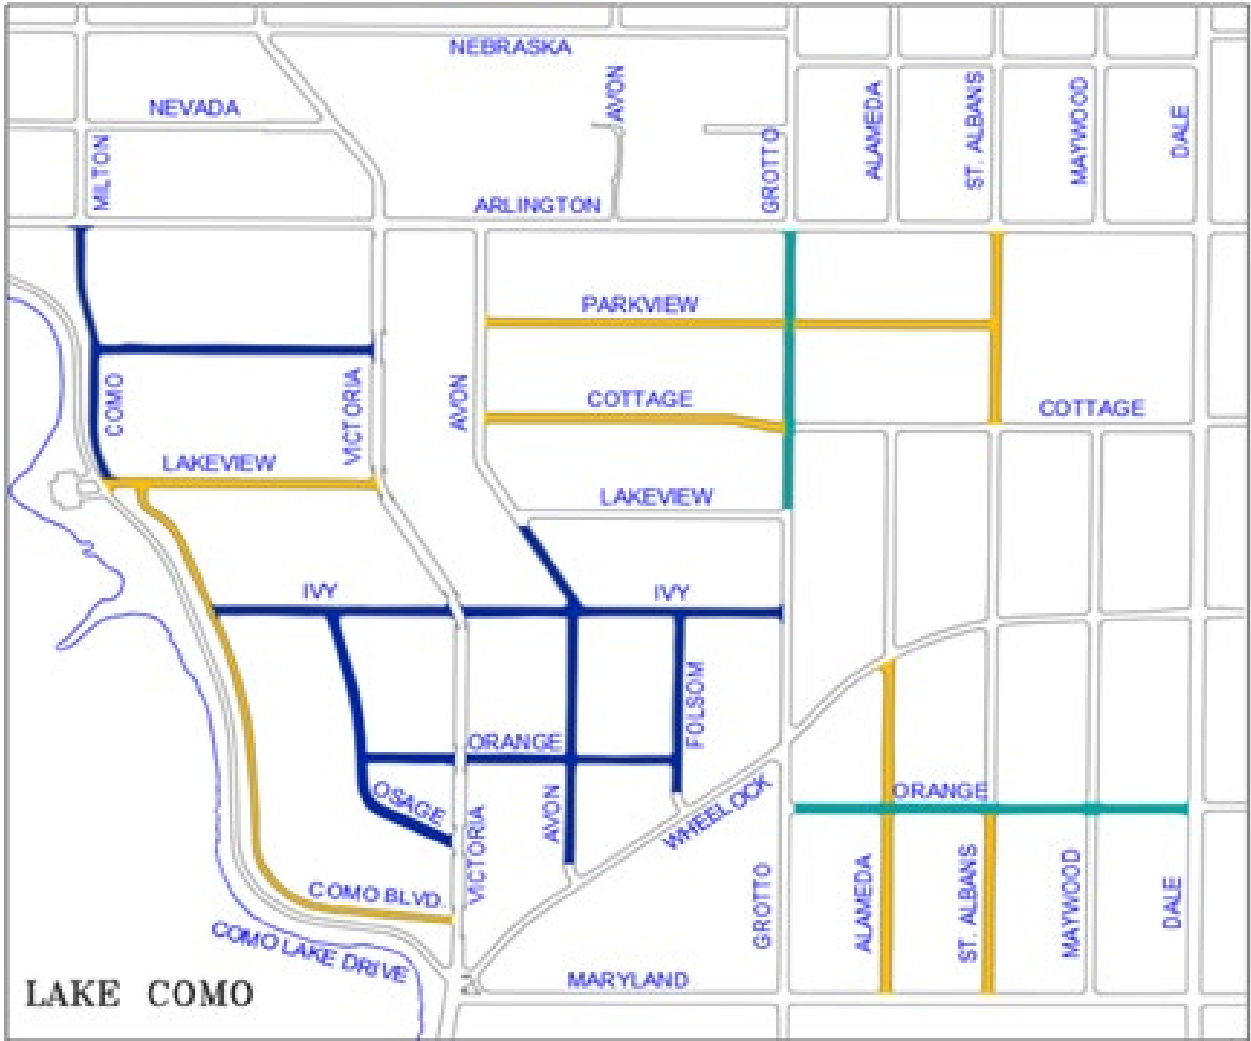 NEBRASKA
AVON
NEVADA
ALAMEDA
ST. ALBANS
MAYWOOD
DALE
MILTON
GROTTO
ARLINGTON
PARKVIEW
COMO
VICTORIA
AVON
COTTAGE
COTTAGE
LAKEVIEW
LAKEVIEW
IVY
IVY
FOLSOM
ORANGE
OSAGE
AVON
VICTORIA
WHEELOCK
ORANGE
GROTTO
ALAMEDA
ST. ALBANS
MAYWOOD
DALE
COMO BLVD.
COMO LAKE DRIVE
MARYLAND
LAKE COMO